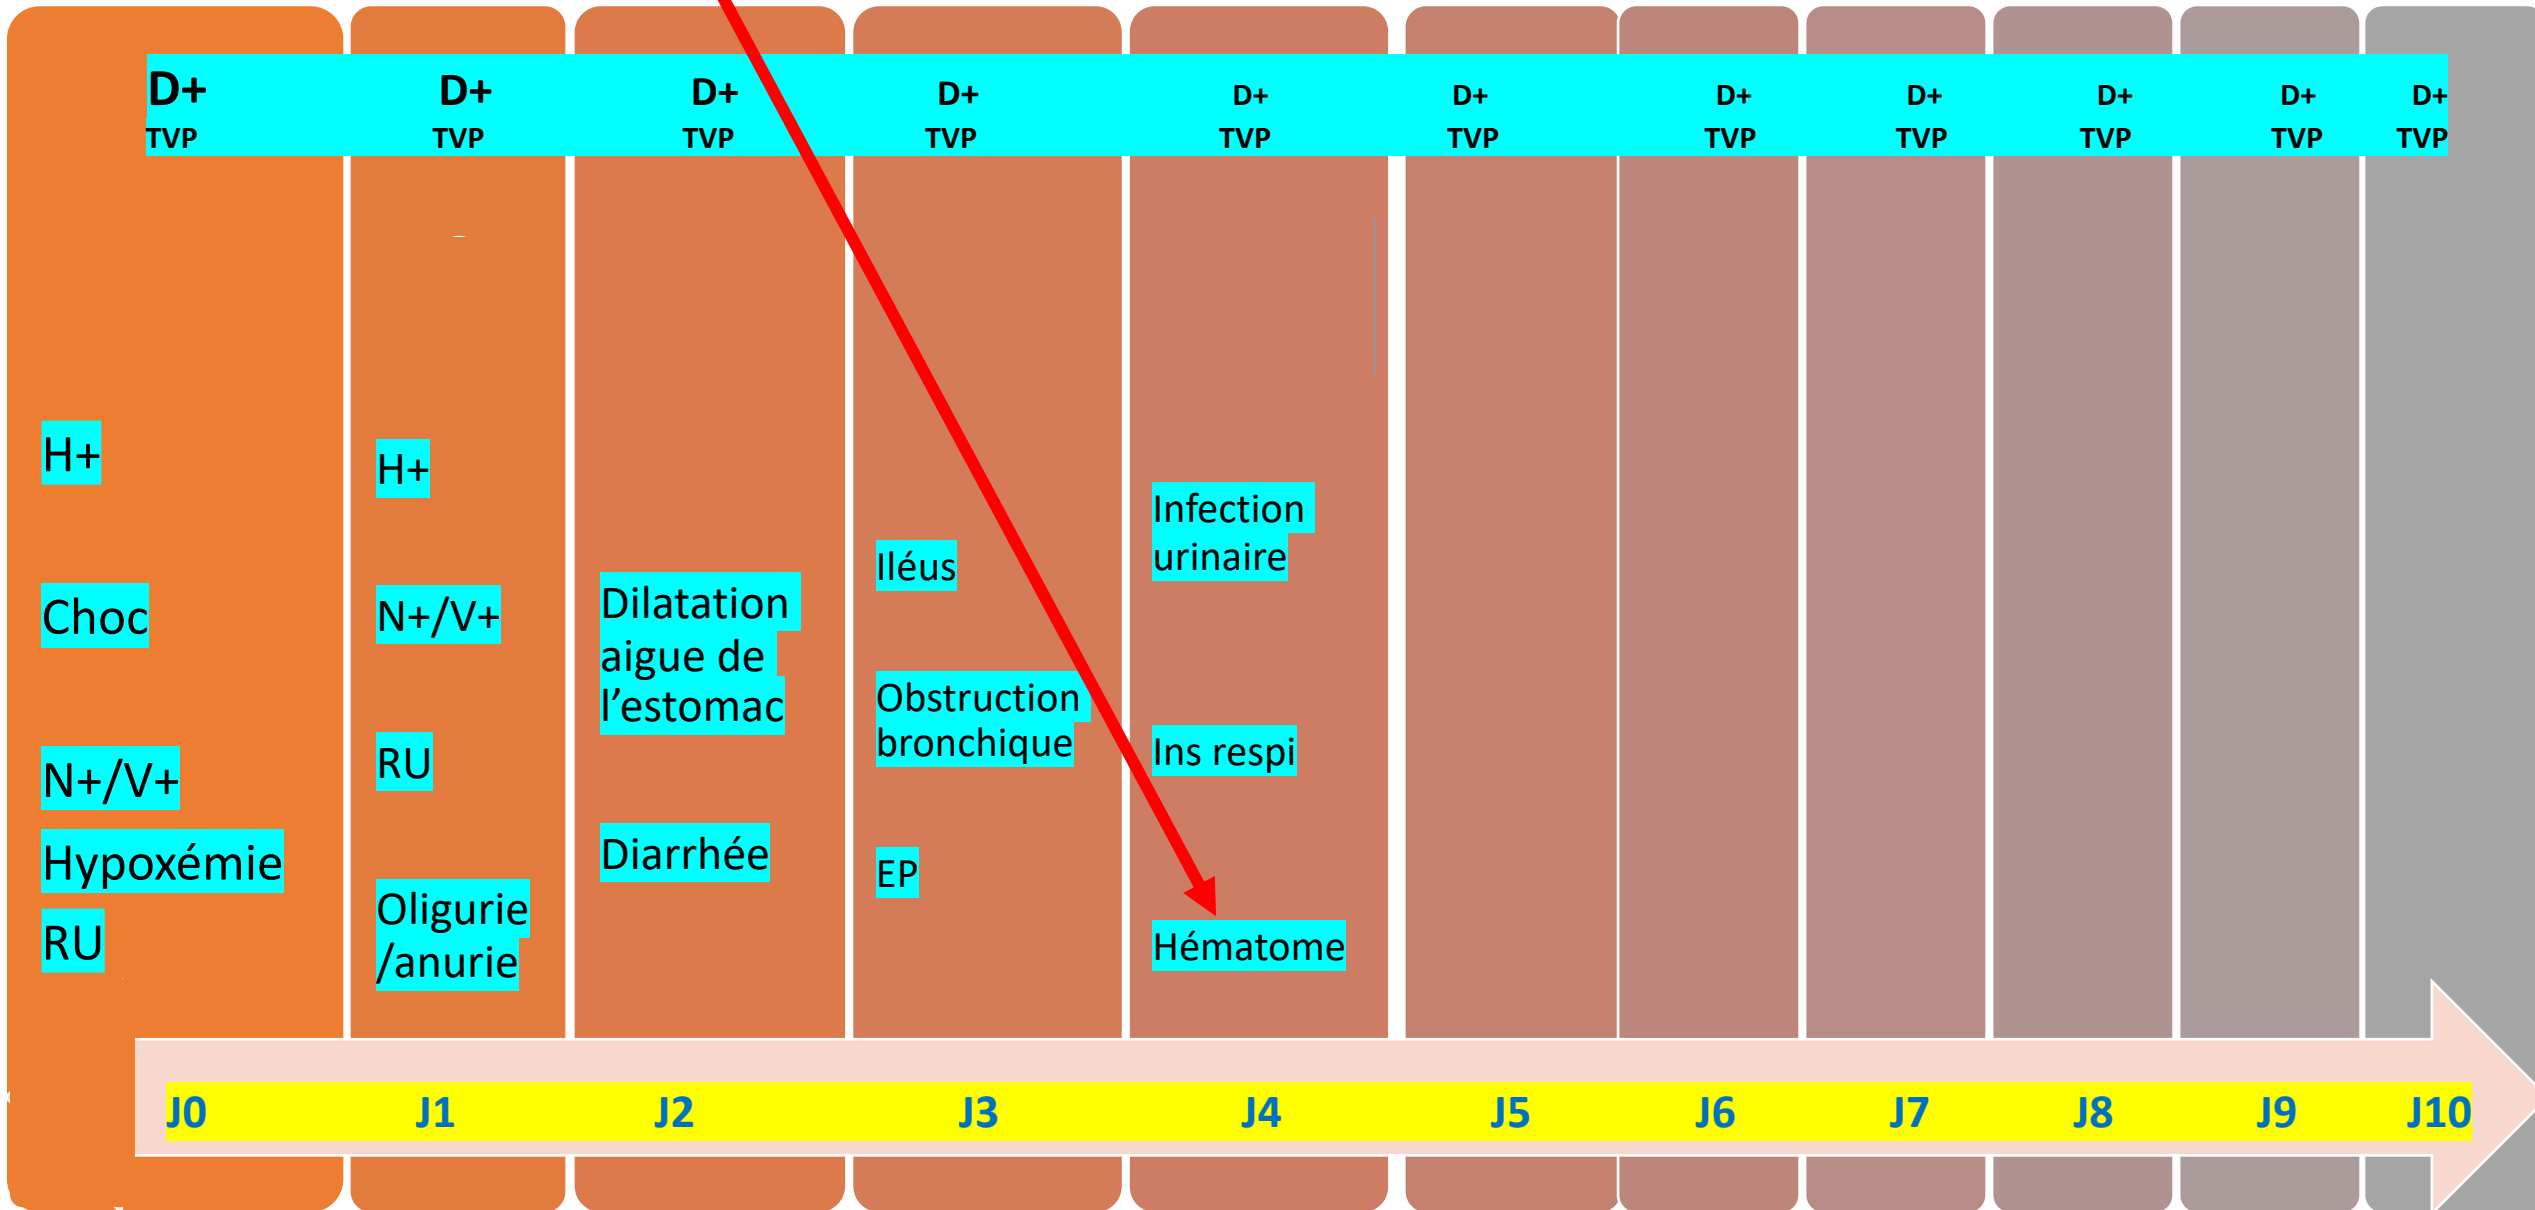 D+ D+ D+ D+ D+ D+ D+ D+ D+ D+ D+
TVP TVP TVP TVP TVP TVP TVP TVP TVP TVP TVP
H+
Choc
N+/V+
Hypoxémie
RU
H+
N+/V+
RU
Oligurie
/anurie
Dilatation
aigue de
l’estomac
Diarrhée
Iléus
Obstruction
bronchique
EP
Infection
urinaire
Ins respi
Hématome
J0 J1 J2 J3 J4 J5 J6 J7 J8 J9 J10